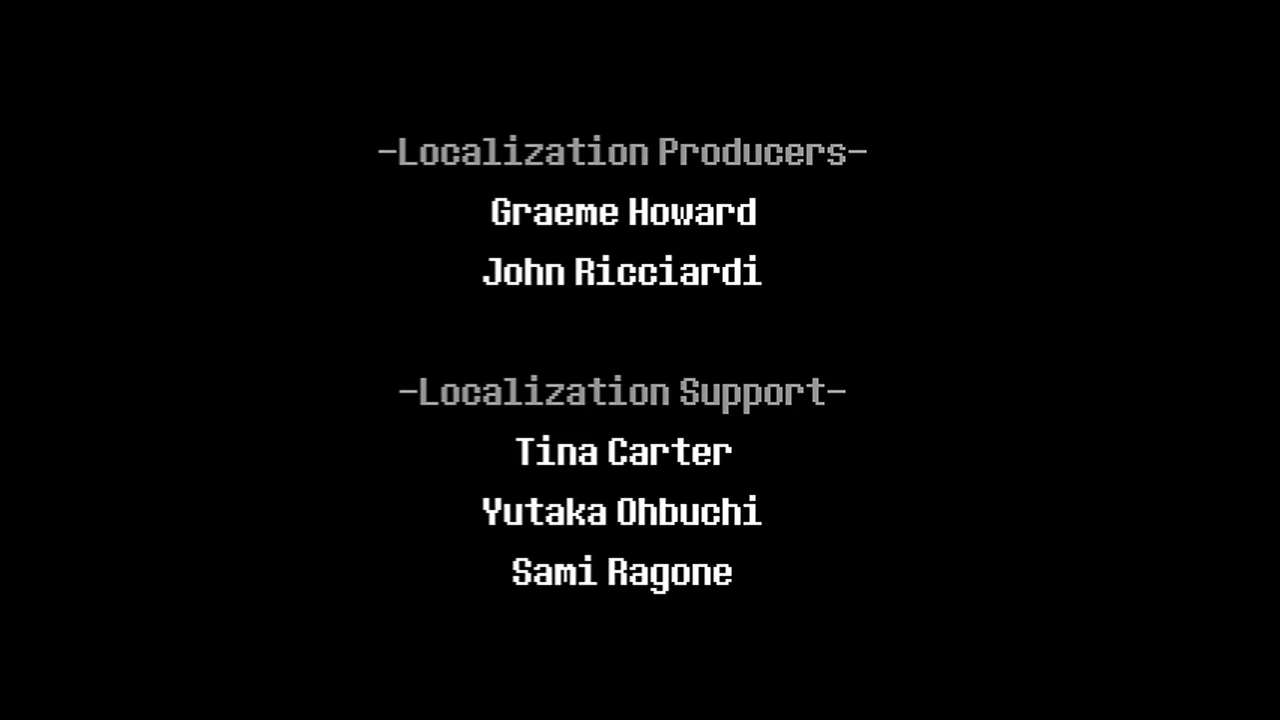 -Localization Producers-
Graeme Howard
John Ricciardi
-Localization Support-
Tina Carter
Yutaka Ohbuchi
Sami Ragone